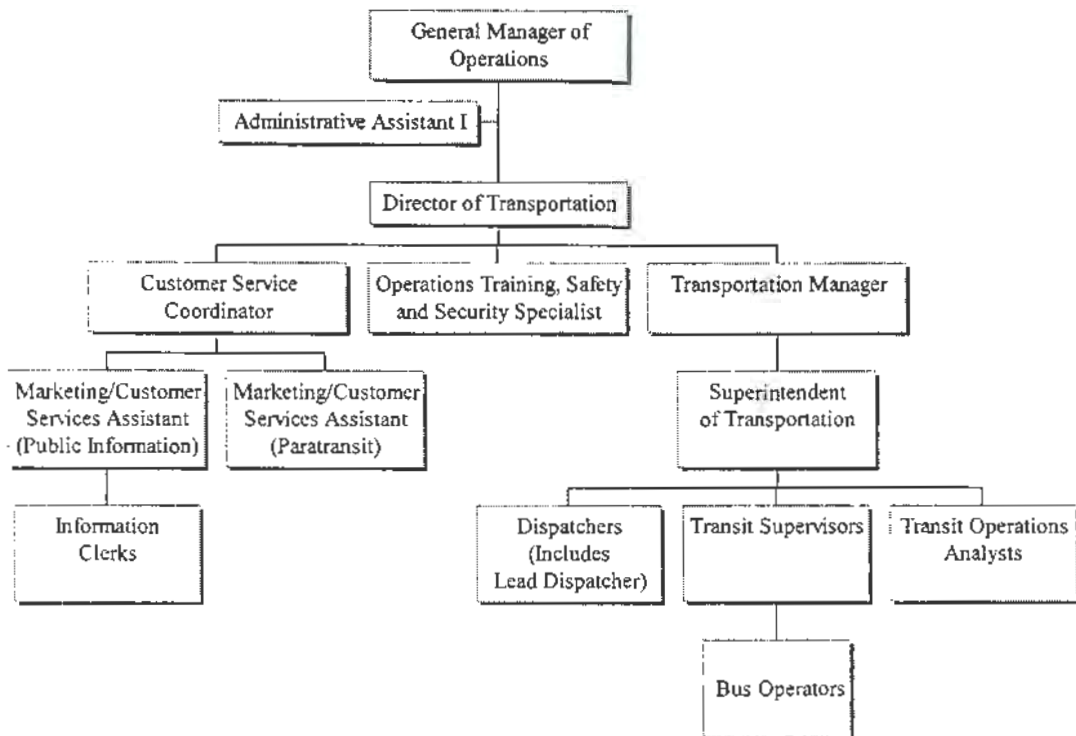 General Manager of
Operations
Administrative Assistant I
Director of Transportation
Customer Service
Coordinator
Operations Training, Safety
and Security Specialist
Transportation Manager
Marketing/Customer
Services Assistant
(Public Information)
Marketing/Customer
Services Assistant
(Paratransit)
Superintendent
of Transportation
Information
Clerks
Dispatchers
(Includes
Lead Dispatcher)
Transit Supervisors
Transit Operations
Analysts
Bus Operators